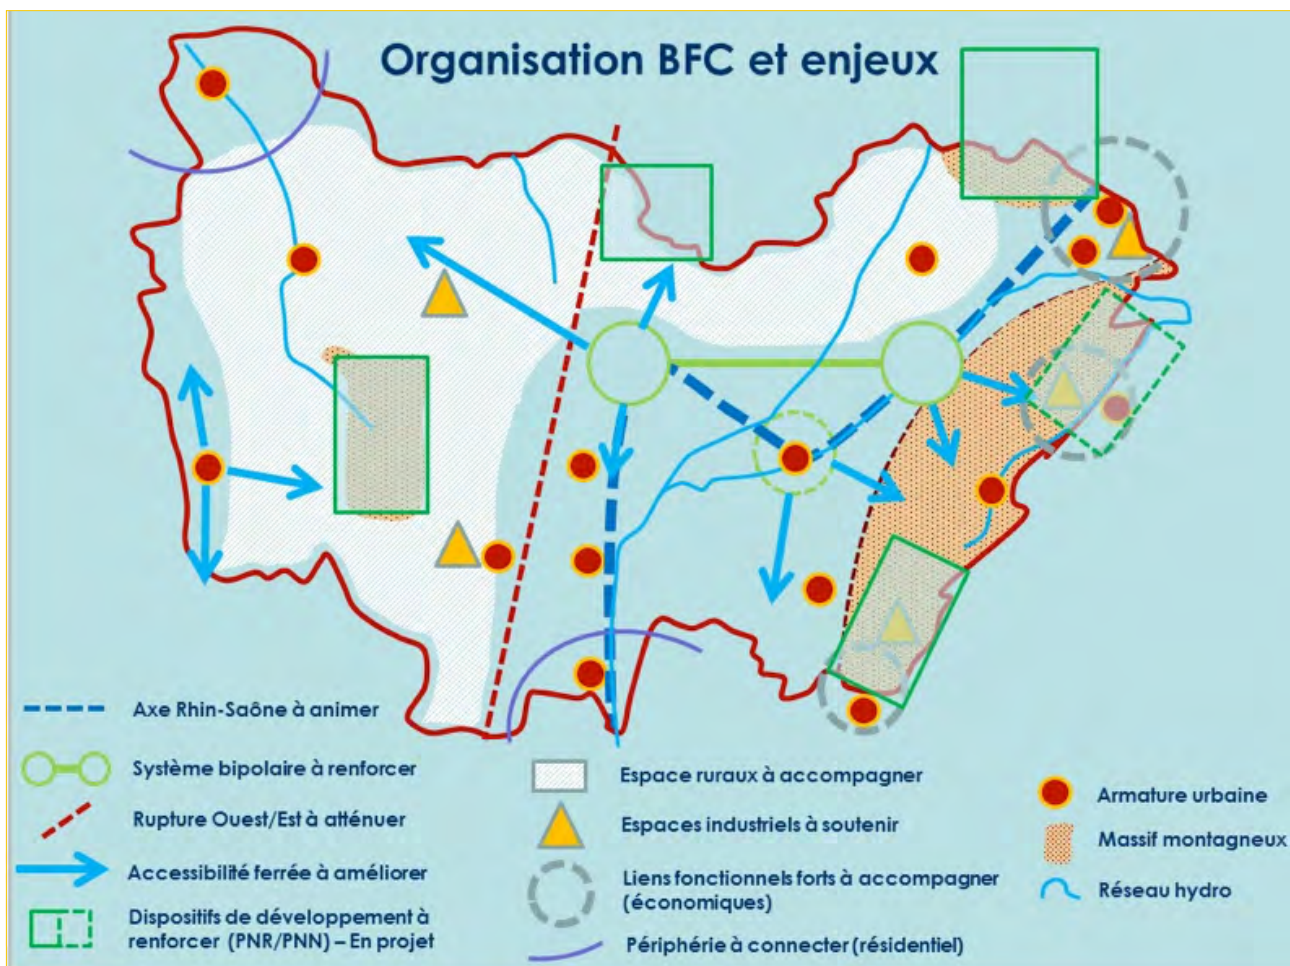 Organisation BFC et enjeux
Axe Rhin-Saône à animer
Système bipolaire à renforcer
Rupture Ouest/Est à atténuer
Accessibilité ferrée à améliorer
Dispositifs de développement à
renforcer (PNR/PNN) – En projet
Espace ruraux à accompagner
Espaces industriels à soutenir
Liens fonctionnels forts à accompagner
(économiques)
Périphérie à connecter (résidentiel)
Armature urbaine
Massif montagneux
Réseau hydro